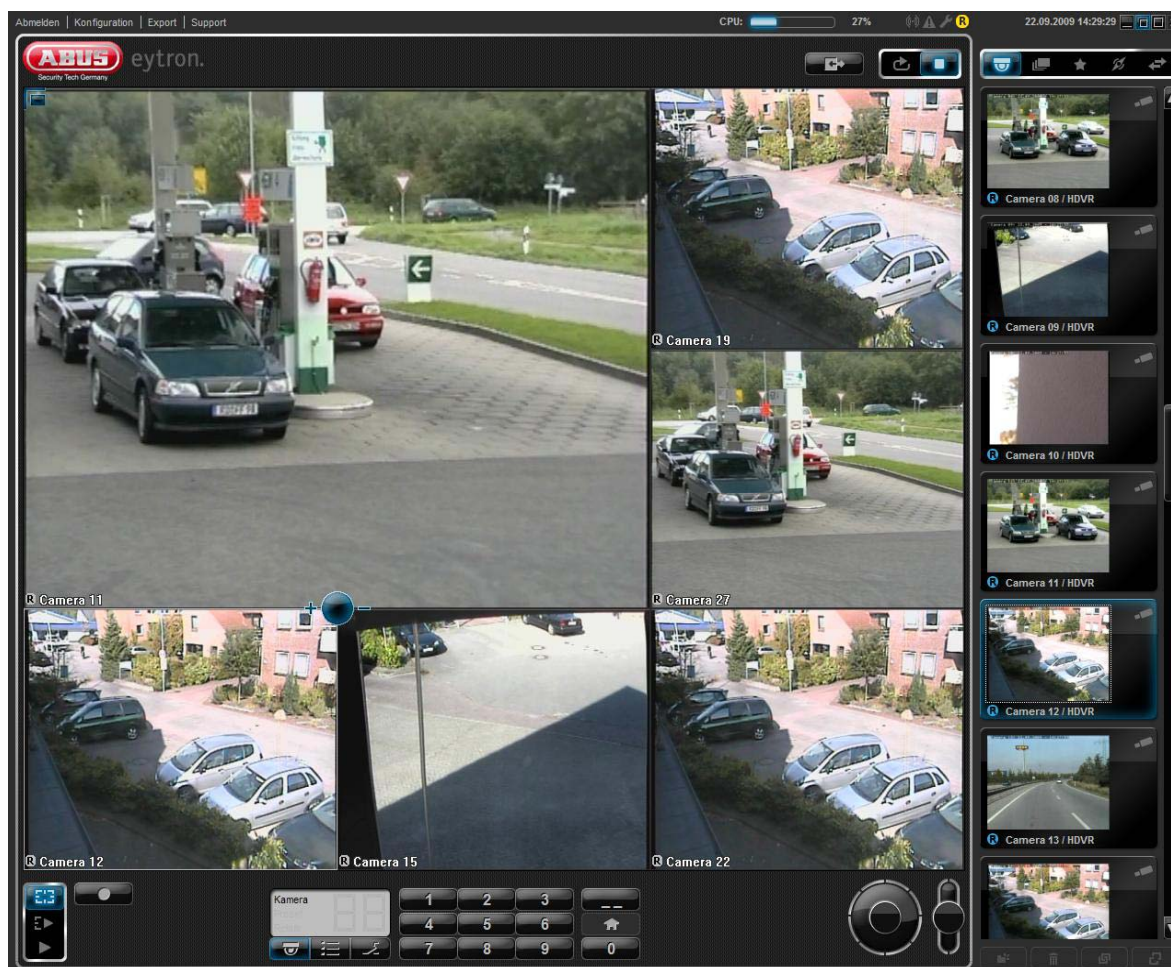 Abmelden | Konfiguration | Export | Support
CPU: 27% R
22.09.2009 14:29:29
ABUS
Security Tech Germany
eytron.
R Camera 11
R Camera 19
R Camera 27
R Camera 12
R Camera 15
R Camera 22
R Camera 08 / HDVR
R Camera 09 / HDVR
R Camera 10 / HDVR
R Camera 11 / HDVR
R Camera 12 / HDVR
R Camera 13 / HDVR
Kamera
1 2 3 _ _
4 5 6
7 8 9 0